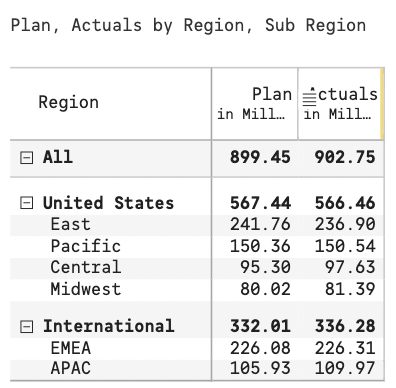 Plan, Actuals by Region, Sub Region
Region Plan Actuals
in Mill… in Mill…
All 899.45 902.75
United States 567.44 566.46
East 241.76 236.90
Pacific 150.36 150.54
Central 95.30 97.63
Midwest 80.02 81.39
International 332.01 336.28
EMEA 226.08 226.31
APAC 105.93 109.97